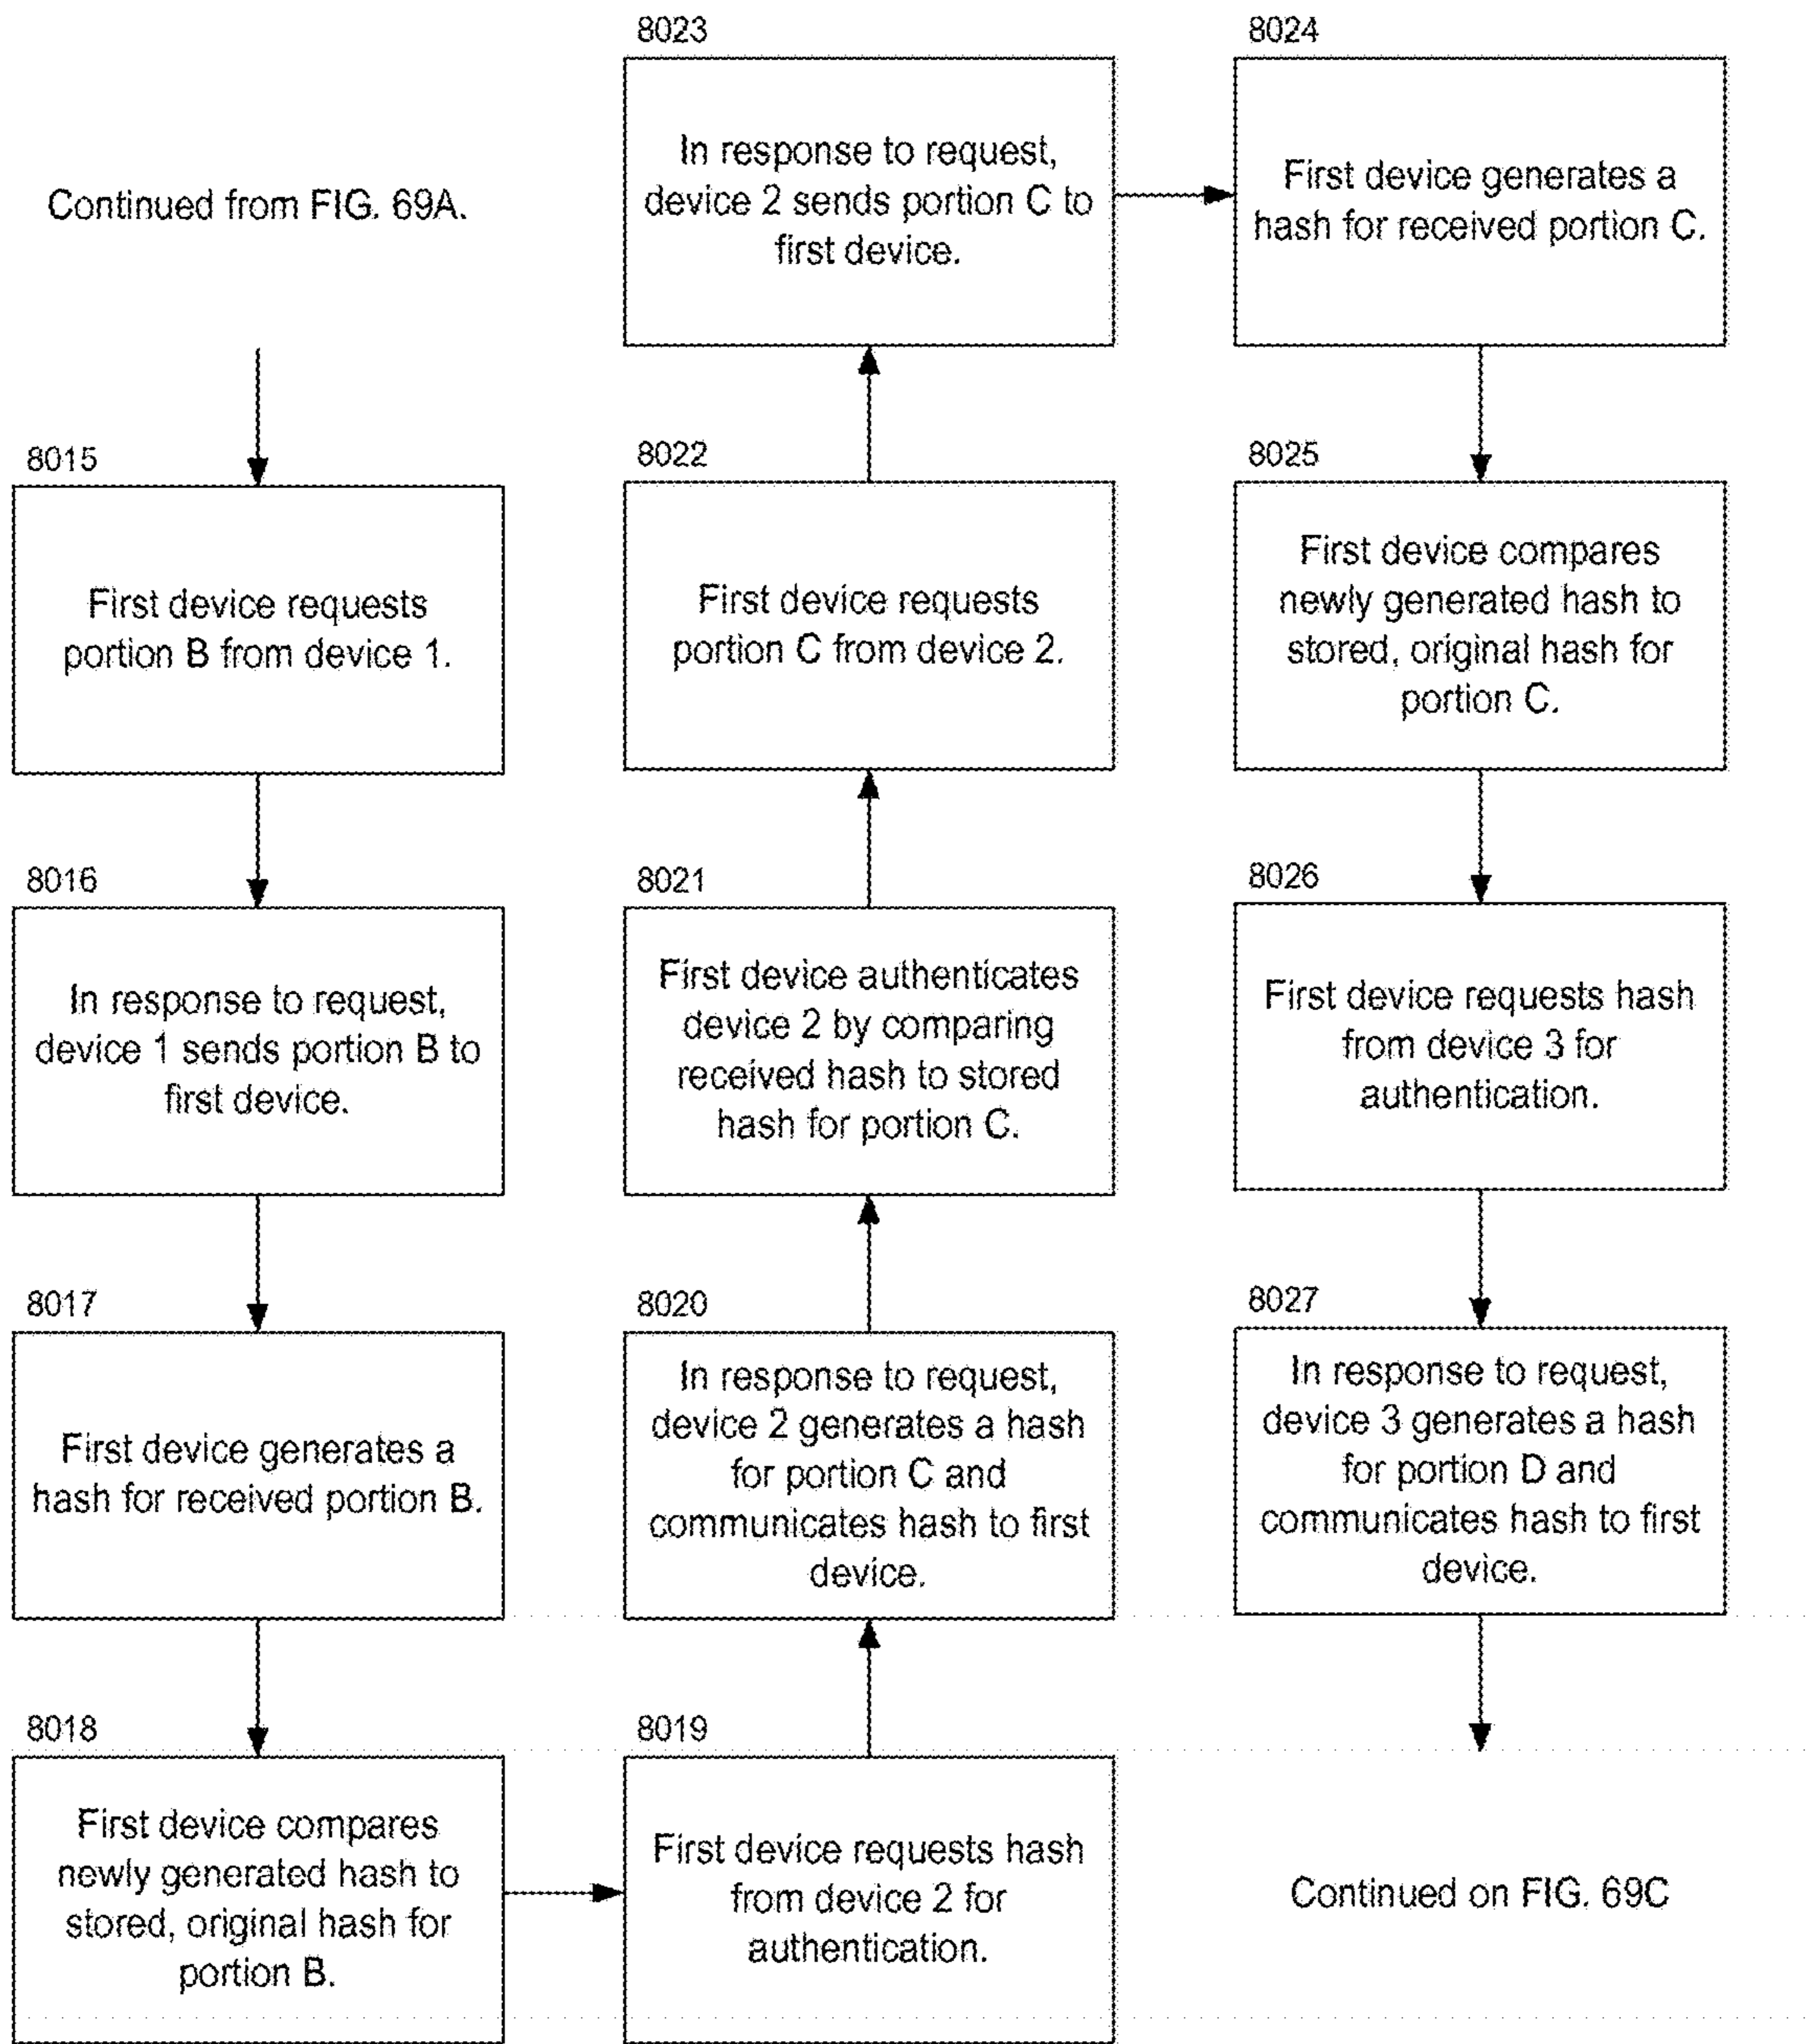 Continued from FIG. 69A.
8015
First device requests
portion B from device 1.
8016
In response to request,
device 1 sends portion B to
first device.
8017
First device generates a
hash for received portion B.
8018
First device compares
newly generated hash to
stored, original hash for
portion B.
8019
First device requests hash
from device 2 for
authentication.
8020
In response to request,
device 2 generates a hash
for portion C and
communicates hash to first
device.
8021
First device authenticates
device 2 by comparing
received hash to stored
hash for portion C.
8022
First device requests
portion C from device 2.
8023
In response to request,
device 2 sends portion C to
first device.
8024
First device generates a
hash for received portion C.
8025
First device compares
newly generated hash to
stored, original hash for
portion C.
8026
First device requests hash
from device 3 for
authentication.
8027
In response to request,
device 3 generates a hash
for portion D and
communicates hash to first
device.
Continued on FIG. 69C